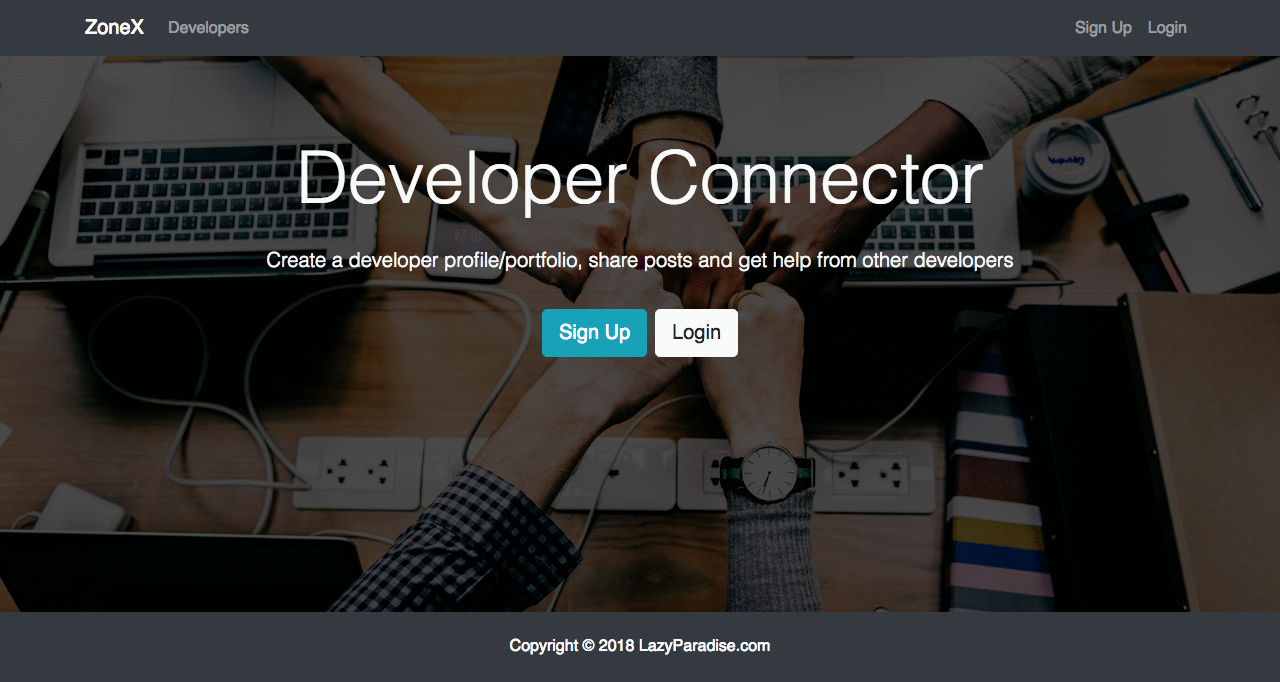 ZoneX Developers Sign Up Login
Developer Connector
Create a developer profile/portfolio, share posts and get help from other developers
Sign Up Login
Copyright © 2018 LazyParadise.com